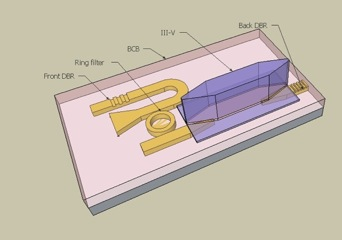 III-V
Back DBR
BCB
Ring filter
Front DBR